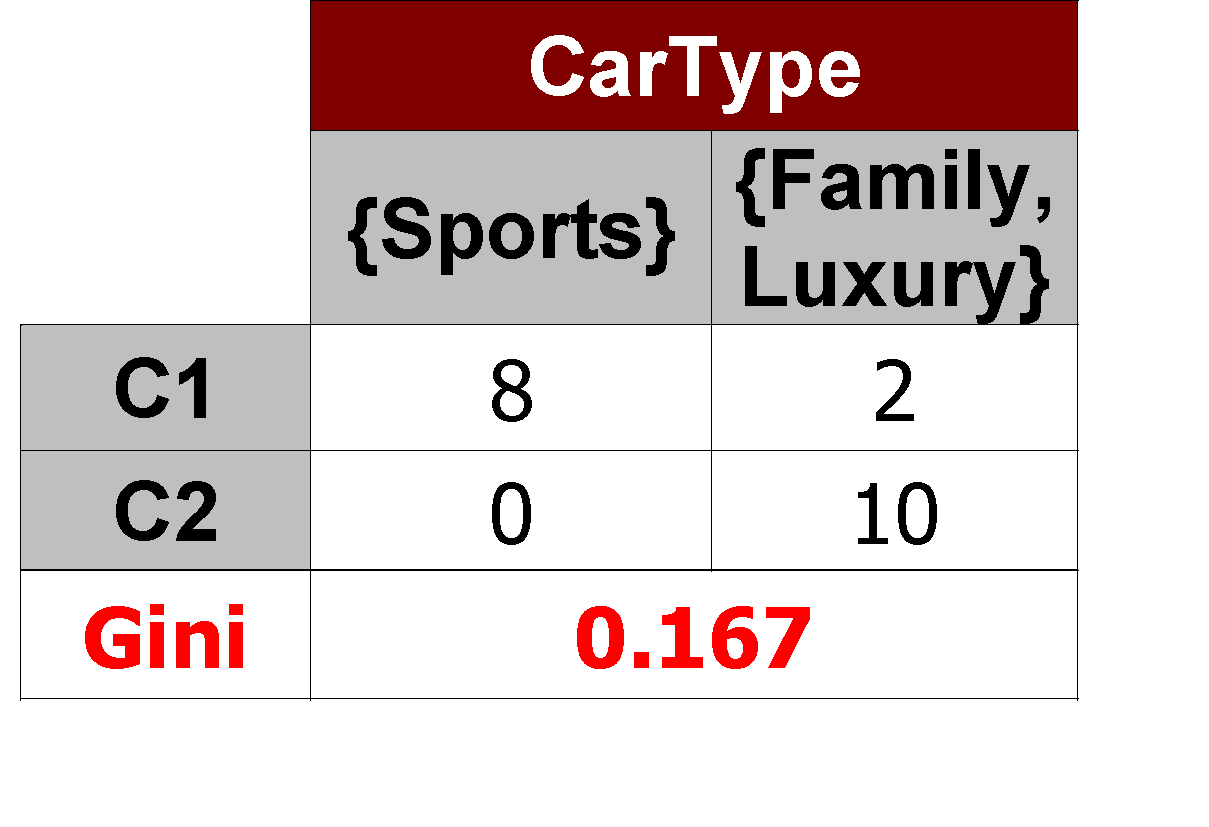 CarType
{Sports}
{Family,
Luxury}
C1 8 2
C2 0 10
Gini 0.167